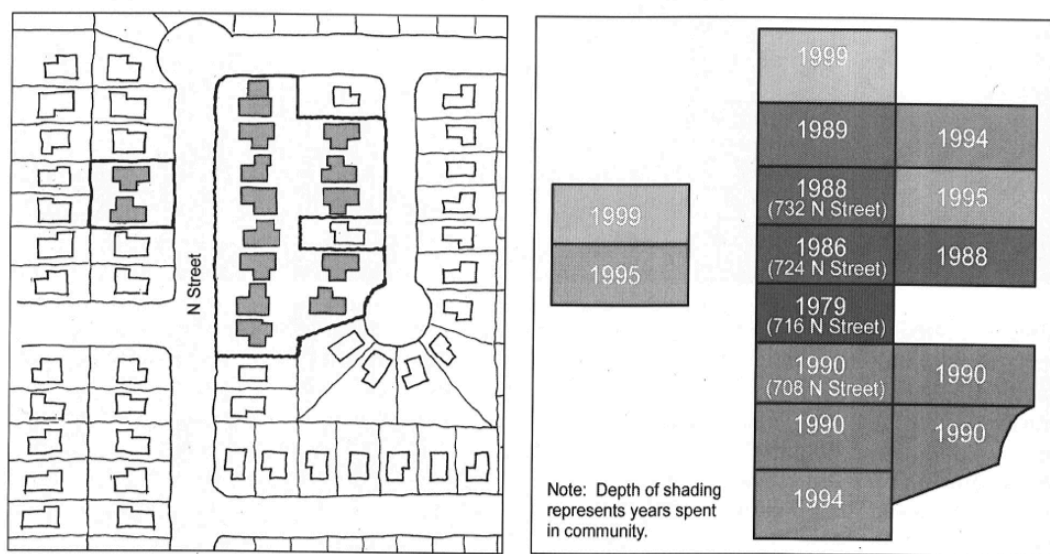 N Street
1999
1989
1994
1988
(732 N Street)
1995
1986
(724 N Street)
1988
1979
(716 N Street)
1990
(708 N Street)
1990
1990
1990
1994
1999
1995
Note: Depth of shading
represents years spent
in community.